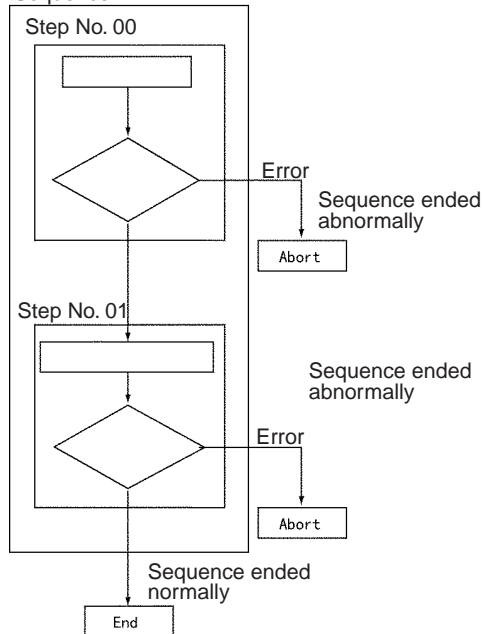 Step No. 00
Error
Sequence ended
abnormally
Abort
Step No. 01
Sequence ended
abnormally
Error
Abort
Sequence ended
normally
End